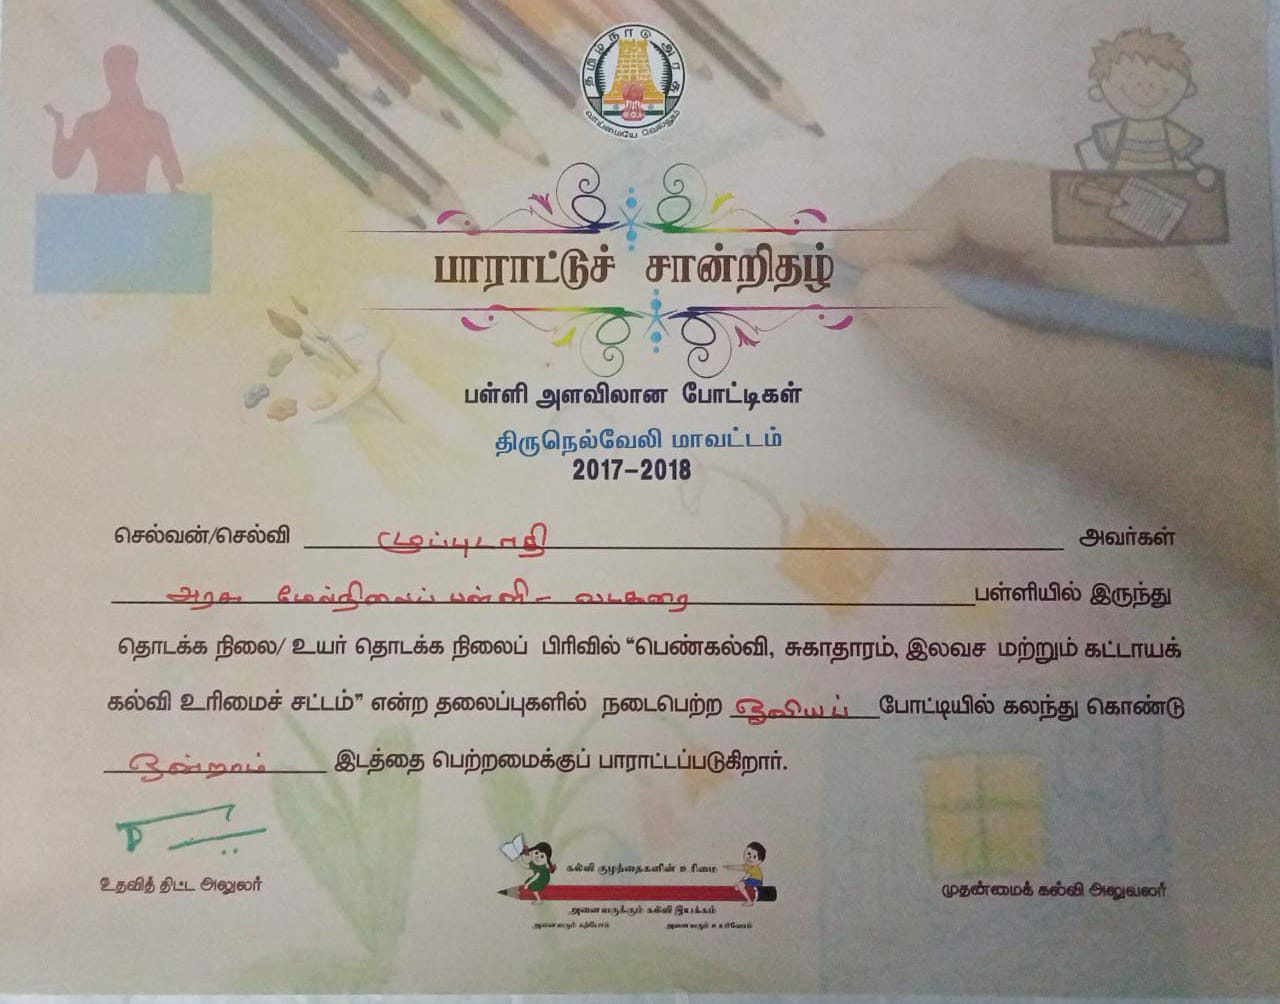 தமிழ் நாடு அரசு
வாய்மையே வெல்லும்
பாராட்டுச் சான்றிதழ்
பள்ளி அளவிலான போட்டிகள்
திருநெல்வேலி மாவட்டம்
2017-2018
செல்வன்/செல்வி முப்புடாதி அவர்கள்
அரசு மேல்நிலைப் பள்ளி - வடகரை பள்ளியில் இருந்து
தொடக்க நிலை/ உயர் தொடக்க நிலைப் பிரிவில் "பெண்கல்வி, சுகாதாரம், இலவச மற்றும் கட்டாயக்
கல்வி உரிமைச் சட்டம்" என்ற தலைப்புகளில் நடைபெற்ற ஓவியப் போட்டியில் கலந்து கொண்டு
ஒன்றாம் இடத்தை பெற்றமைக்குப் பாராட்டப்படுகிறார்.
உதவித் திட்ட அலுலர்
முதன்மைக் கல்வி அலுவலர்
கல்வி குழந்தைகளின் உரிமை
அனைவருக்கும் கல்வி இயக்கம்
அனைவரும் கற்போம் அனைவரும் உயர்வோம்